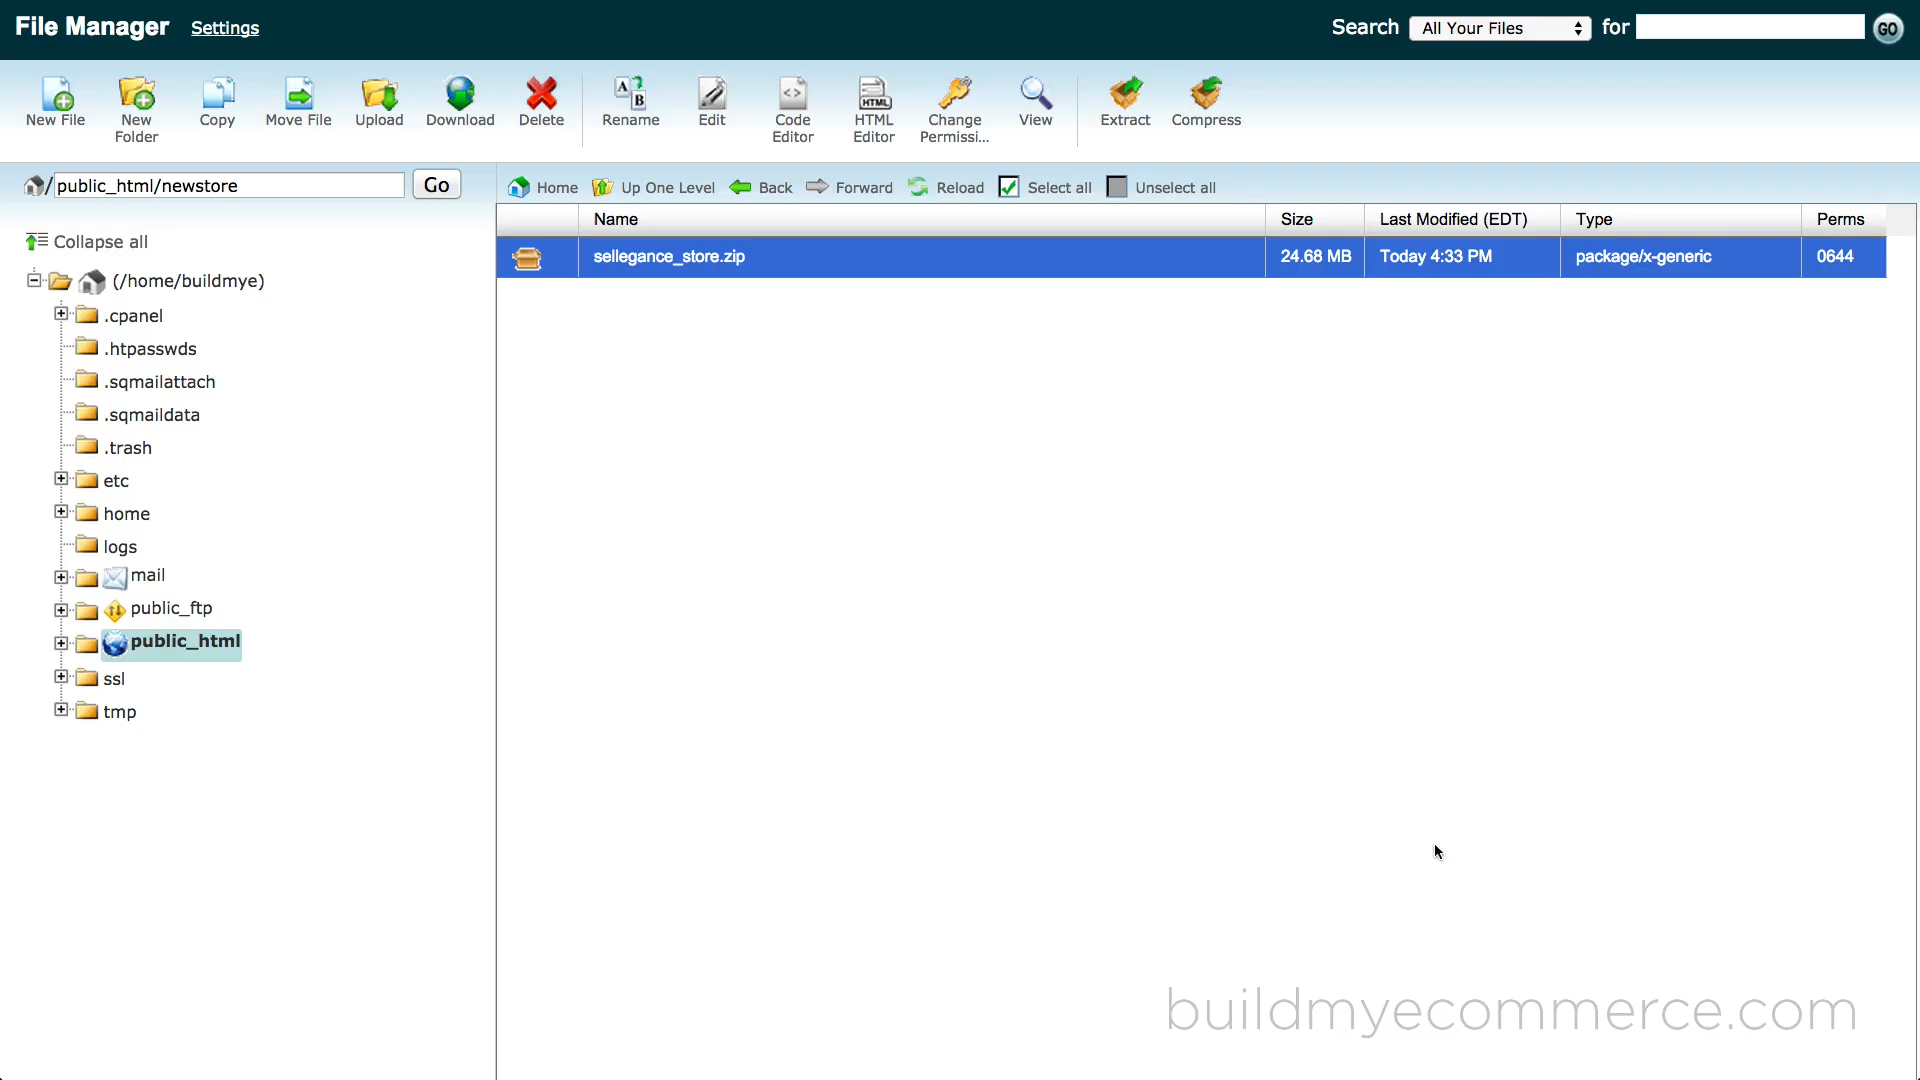 File Manager Settings
Search All Your Files for GO
New File
New Folder
Copy
Move File
Upload
Download
Delete
Rename
Edit
Code Editor
HTML Editor
Change Permissi...
View
Extract
Compress
/ public_html/newstore Go
Home Up One Level Back Forward Reload Select all Unselect all
Name Size Last Modified (EDT) Type Perms
sellegance_store.zip 24.68 MB Today 4:33 PM package/x-generic 0644
Collapse all
(/home/buildmye)
.cpanel
.htpasswds
.sqmailattach
.sqmaildata
.trash
etc
home
logs
mail
public_ftp
public_html
ssl
tmp
buildmyecommerce.com